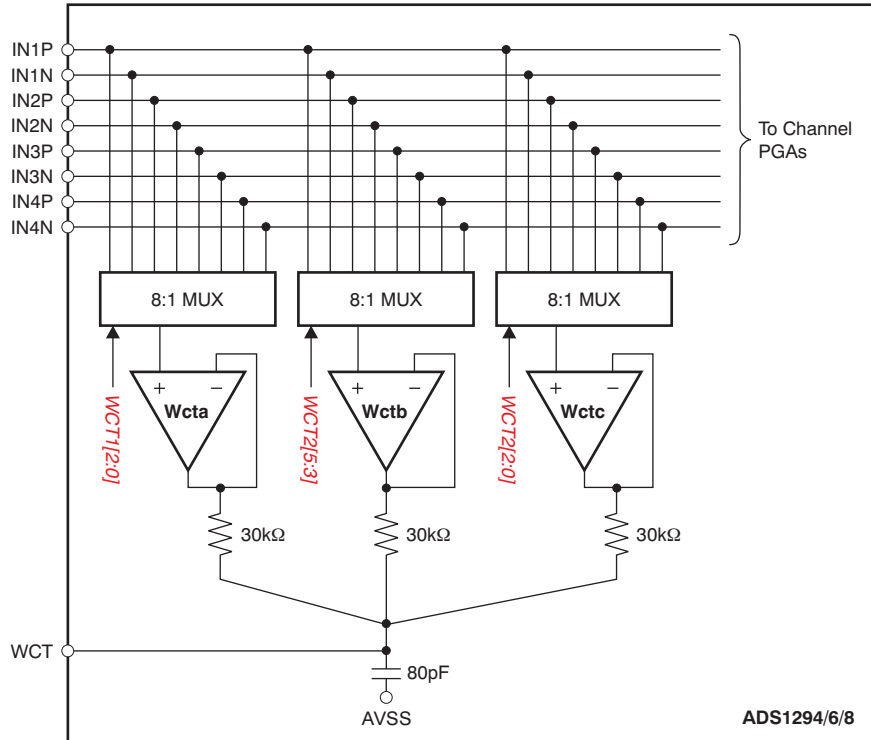 IN1P
IN1N
IN2P
IN2N
IN3P
IN3N
IN4P
IN4N
To Channel
PGAs
8:1 MUX
8:1 MUX
8:1 MUX
+ −
+ −
+ −
Wcta
Wctb
Wctc
WCT1[2:0]
WCT2[5:3]
WCT2[2:0]
30kΩ
30kΩ
30kΩ
WCT
80pF
AVSS
ADS1294/6/8